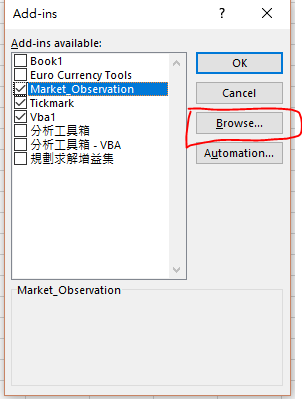 Add-ins
?
Add-ins available:
Book1
Euro Currency Tools
Market_Observation
Tickmark
Vba1
分析工具箱
分析工具箱 - VBA
規劃求解增益集
OK
Cancel
Browse...
Automation...
Market_Observation